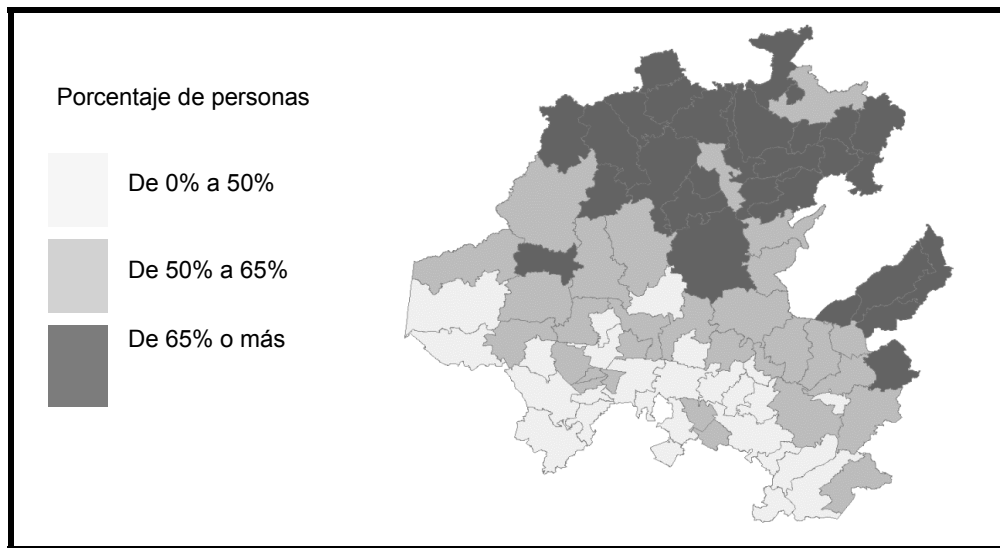 Porcentaje de personas
De 0% a 50%
De 50% a 65%
De 65% o más